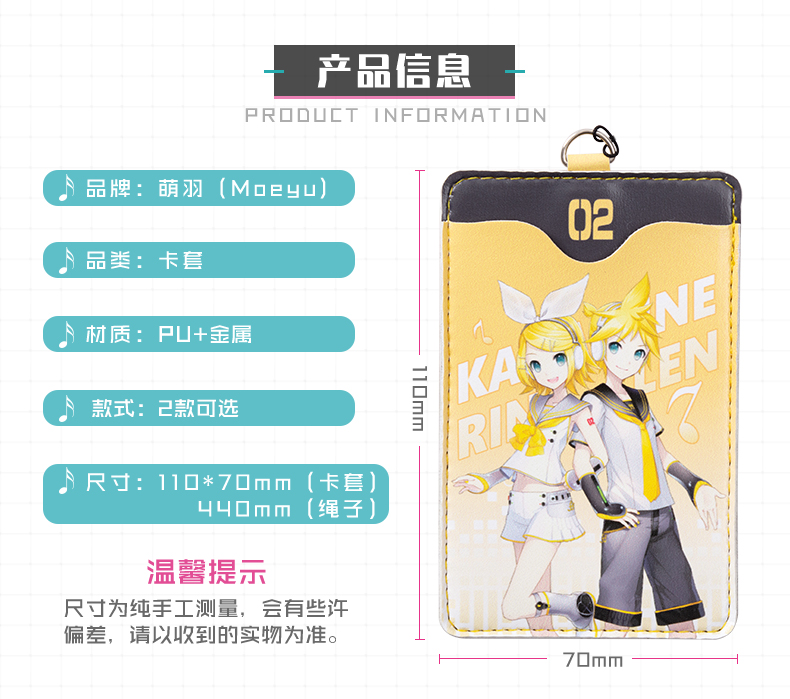 产品信息
PRODUCT INFORMATION
品牌：萌羽（Moeyu）
品类：卡套
材质：PU+金属
款式：2款可选
尺寸：110*70mm（卡套）
440mm（绳子）
温馨提示
尺寸为纯手工测量，会有些许
偏差，请以收到的实物为准。
02
110mm
70mm